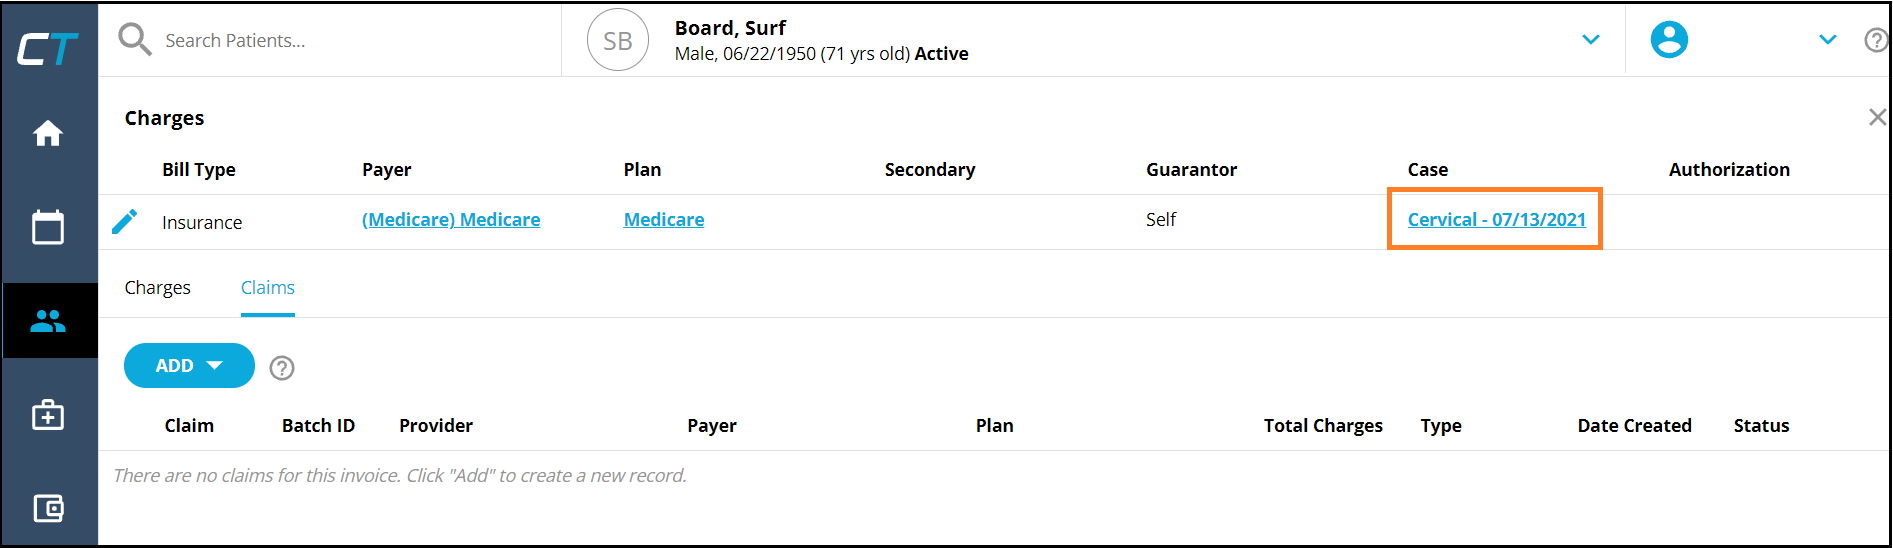 CT
Search Patients...
SB
Board, Surf
Male, 06/22/1950 (71 yrs old) Active
Charges
Bill Type Payer Plan Secondary Guarantor Case Authorization
Insurance (Medicare) Medicare Medicare Self Cervical - 07/13/2021
Charges Claims
ADD ?
Claim Batch ID Provider Payer Plan Total Charges Type Date Created Status
There are no claims for this invoice. Click "Add" to create a new record.